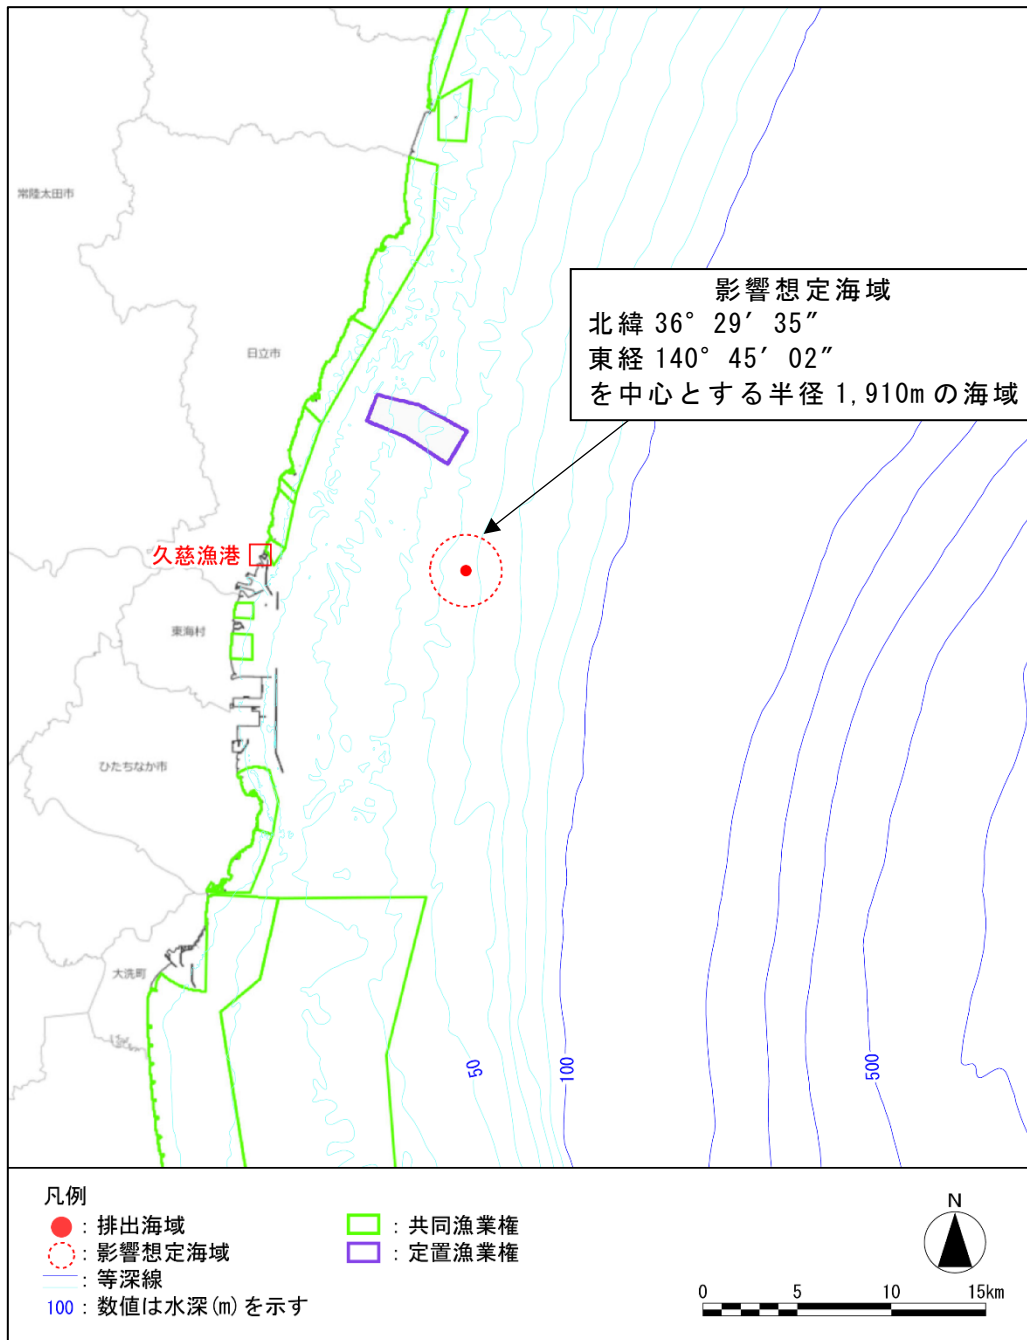 常陸太田市
日立市
影響想定海域
北緯 36° 29′ 35″
東経 140° 45′ 02″
を中心とする半径 1,910m の海域
久慈漁港
東海村
ひたちなか市
大洗町
50
100
500
凡例
: 排出海域
: 影響想定海域
: 等深線
100 : 数値は水深(m)を示す
: 共同漁業権
: 定置漁業権
N
0 5 10 15km